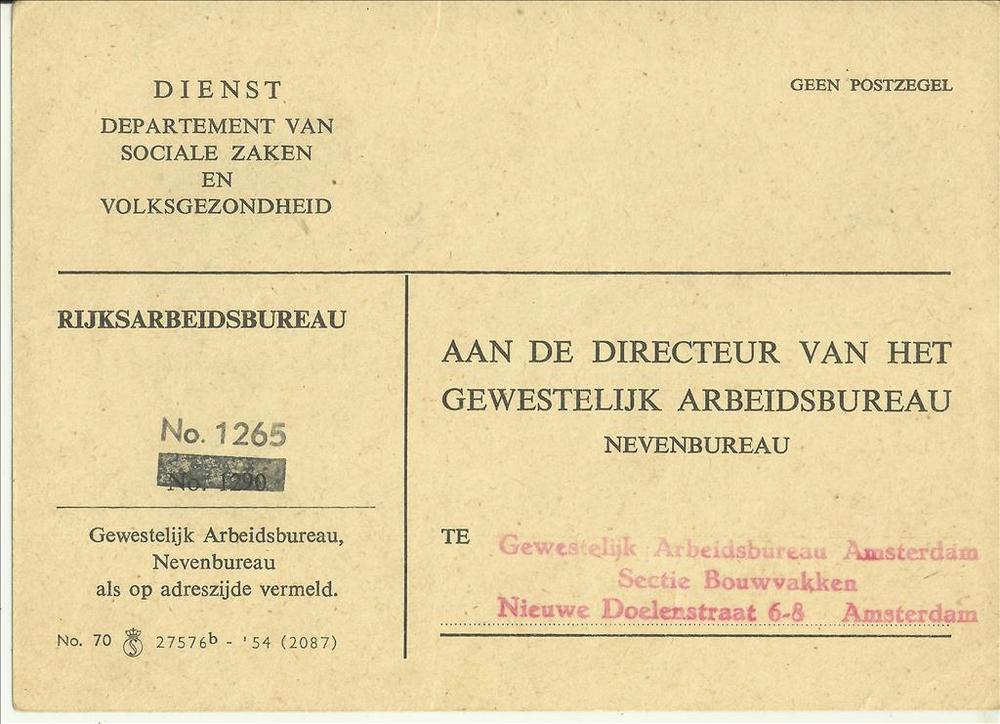 DIENST
DEPARTEMENT VAN
SOCIALE ZAKEN
EN
VOLKSGEZONDHEID
GEEN POSTZEGEL
RIJKSARBEIDSBUREAU
No. 1265
No. 1290
Gewestelijk Arbeidsbureau,
Nevenbureau
als op adreszijde vermeld.
No. 70 S 27576b - '54 (2087)
AAN DE DIRECTEUR VAN HET
GEWESTELIJK ARBEIDSBUREAU
NEVENBUREAU
TE
Gewestelijk Arbeidsbureau Amsterdam
Sectie Bouwvakken
Nieuwe Doelenstraat 6-8 Amsterdam